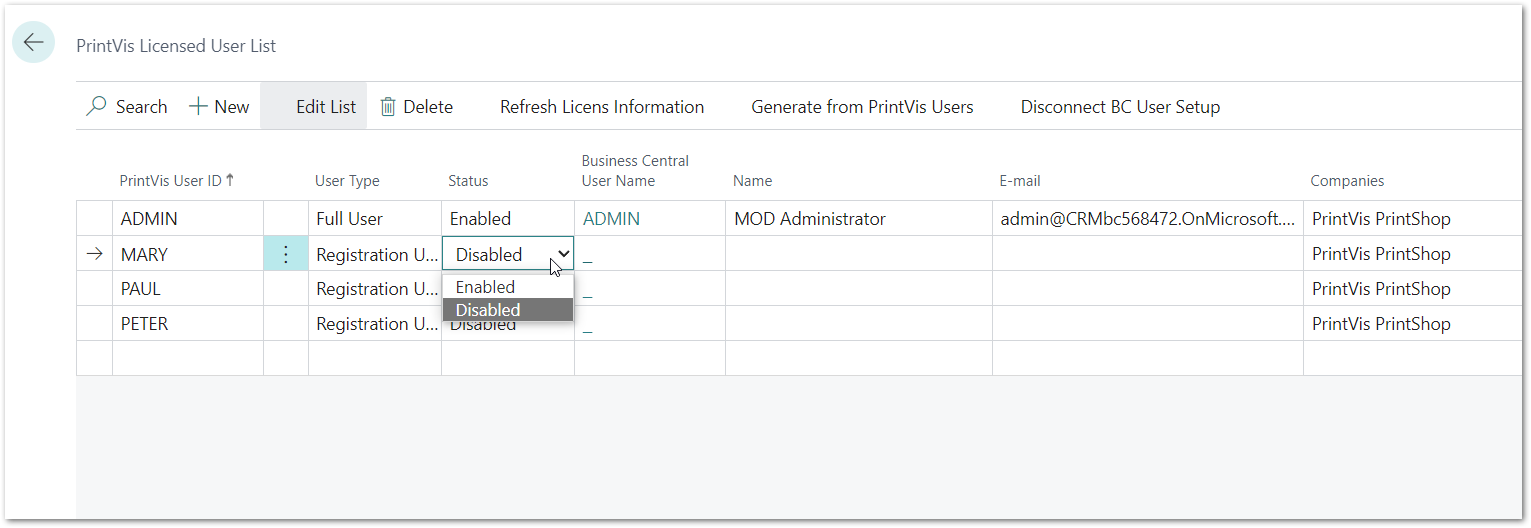 PrintVis Licensed User List
Search New Edit List Delete Refresh Licens Information Generate from PrintVis Users Disconnect BC User Setup
PrintVis User ID ↑ User Type Status Business Central User Name Name E-mail Companies
ADMIN Full User Enabled ADMIN MOD Administrator admin@CRMbc568472.OnMicrosoft.... PrintVis PrintShop
MARY Registration U... Disabled _ PrintVis PrintShop
Enabled
PAUL Registration U... _ PrintVis PrintShop
Disabled
PETER Registration U... Disabled _ PrintVis PrintShop